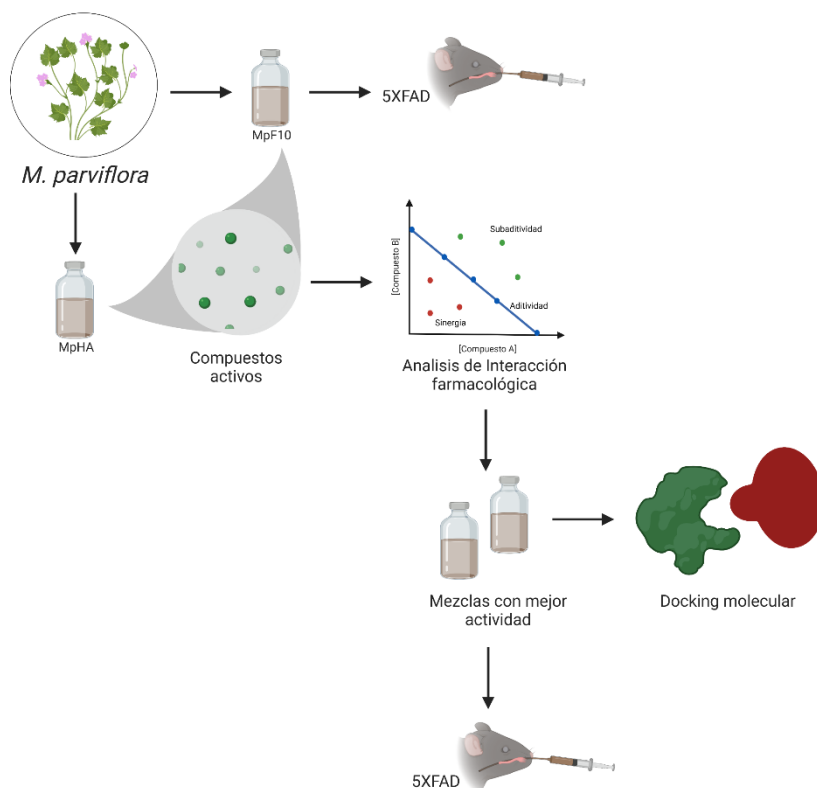 MpF10
5XFAD
M. parviflora
MpHA
Compuestos
activos
[Compuesto B]
Subaditividad
Aditividad
Sinergia
[Compuesto A]
Analisis de Interacción
farmacológica
Mezclas con mejor
actividad
Docking molecular
5XFAD